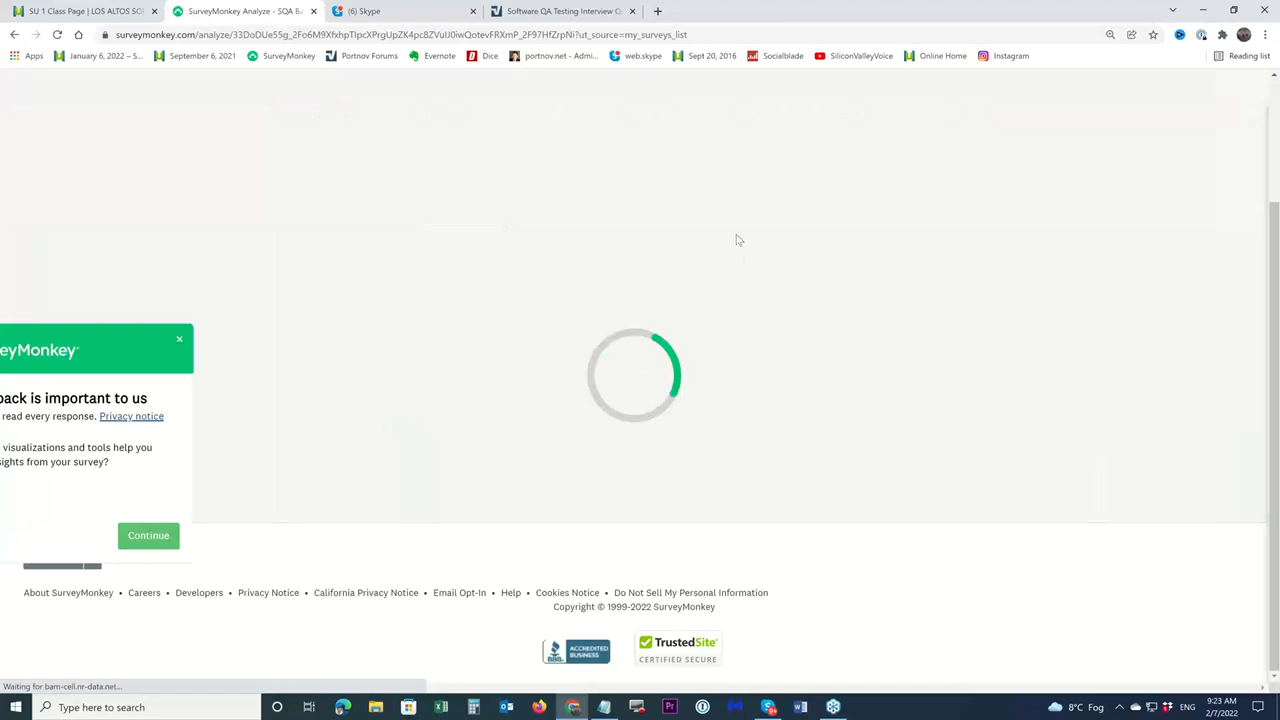 SU 1 Class Page | LOS ALTOS SOF
SurveyMonkey Analyze - SQA Ba
(6) Skype
Software QA Testing Interview Q
surveymonkey.com/analyze/33DoDUe55g_2Fo6M9XfxhpTIpcXPrgUpZK4pc8ZVuIJ0iwQotevFRXmP_2F97HfZrpNi?ut_source=my_surveys_list
Apps
January 6, 2022 – S...
September 6, 2021
SurveyMonkey
Portnov Forums
Evernote
Dice
portnov.net - Admi...
web.skype
Sept 20, 2016
Socialblade
SiliconValleyVoice
Online Home
Instagram
Reading list
eyMonkey
×
back is important to us
read every response. Privacy notice
visualizations and tools help you
sights from your survey?
Continue
About SurveyMonkey • Careers • Developers • Privacy Notice • California Privacy Notice • Email Opt-In • Help • Cookies Notice • Do Not Sell My Personal Information
Copyright © 1999-2022 SurveyMonkey
BBB.
ACCREDITED
BUSINESS
TrustedSite
CERTIFIED SECURE
Waiting for bam-cell.nr-data.net...
Type here to search
8°C Fog
ENG
9:23 AM
2/7/2022